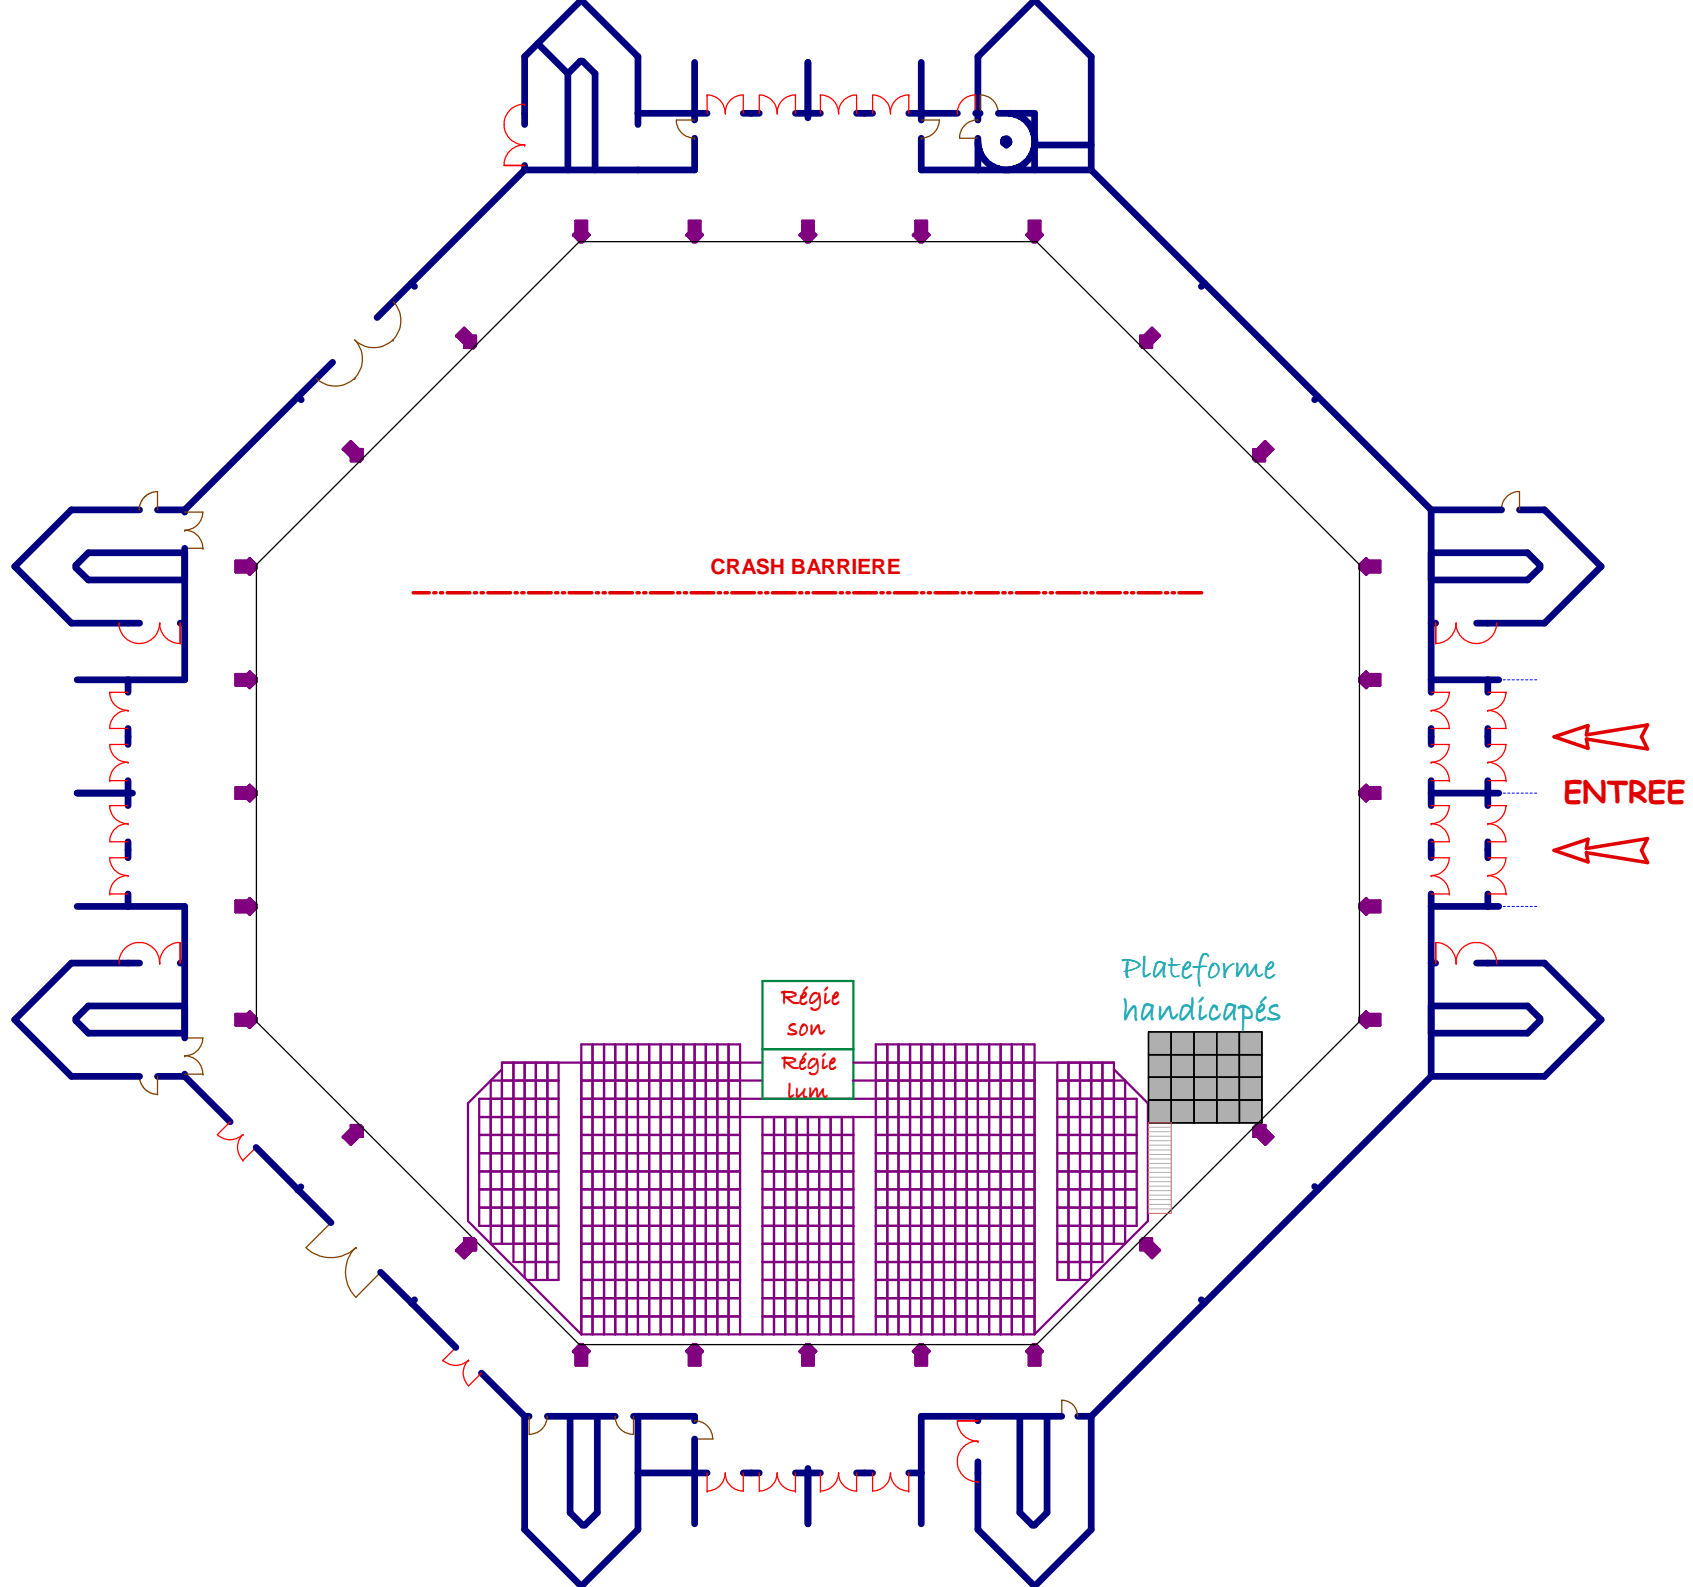 CRASH BARRIERE
ENTREE
Plateforme
handicapés
Régie
son
Régie
lum